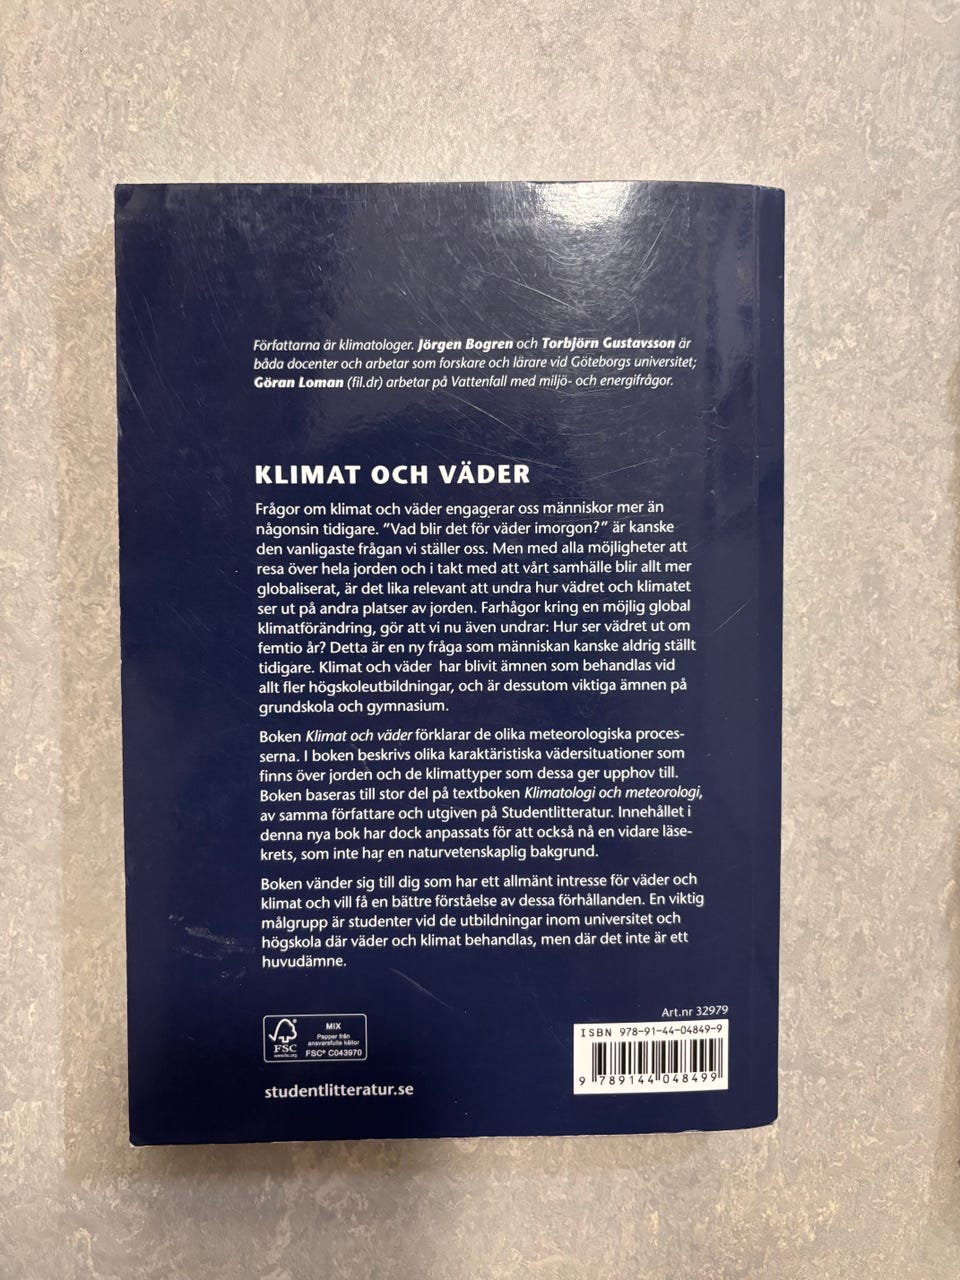 Författarna är klimatologer. Jörgen Bogren och Torbjörn Gustavsson är
båda docenter och arbetar som forskare och lärare vid Göteborgs universitet;
Göran Loman (fil.dr) arbetar på Vattenfall med miljö- och energifrågor.
KLIMAT OCH VÄDER
Frågor om klimat och väder engagerar oss människor mer än
någonsin tidigare. ”Vad blir det för väder imorgon?” är kanske
den vanligaste frågan vi ställer oss. Men med alla möjligheter att
resa över hela jorden och i takt med att vårt samhälle blir allt mer
globaliserat, är det lika relevant att undra hur vädret och klimatet
ser ut på andra platser av jorden. Farhågor kring en möjlig global
klimatförändring, gör att vi nu även undrar: Hur ser vädret ut om
femtio år? Detta är en ny fråga som människan kanske aldrig ställt
tidigare. Klimat och väder har blivit ämnen som behandlas vid
allt fler högskoleutbildningar, och är dessutom viktiga ämnen på
grundskola och gymnasium.
Boken Klimat och väder förklarar de olika meteorologiska proces-
serna. I boken beskrivs olika karaktäristiska vädersituationer som
finns över jorden och de klimattyper som dessa ger upphov till.
Boken baseras till stor del på textboken Klimatologi och meteorologi,
av samma författare och utgiven på Studentlitteratur. Innehållet i
denna nya bok har dock anpassats för att också nå en vidare läse-
krets, som inte har en naturvetenskaplig bakgrund.
Boken vänder sig till dig som har ett allmänt intresse för väder och
klimat och vill få en bättre förståelse av dessa förhållanden. En viktig
målgrupp är studenter vid de utbildningar inom universitet och
högskola där väder och klimat behandlas, men där det inte är ett
huvudämne.
Art.nr 32979
ISBN 978-91-44-04849-9
9 789144 048499
MIX
Papper från
ansvarsfulla källor
FSC® C043970
FSC
www.fsc.org
studentlitteratur.se